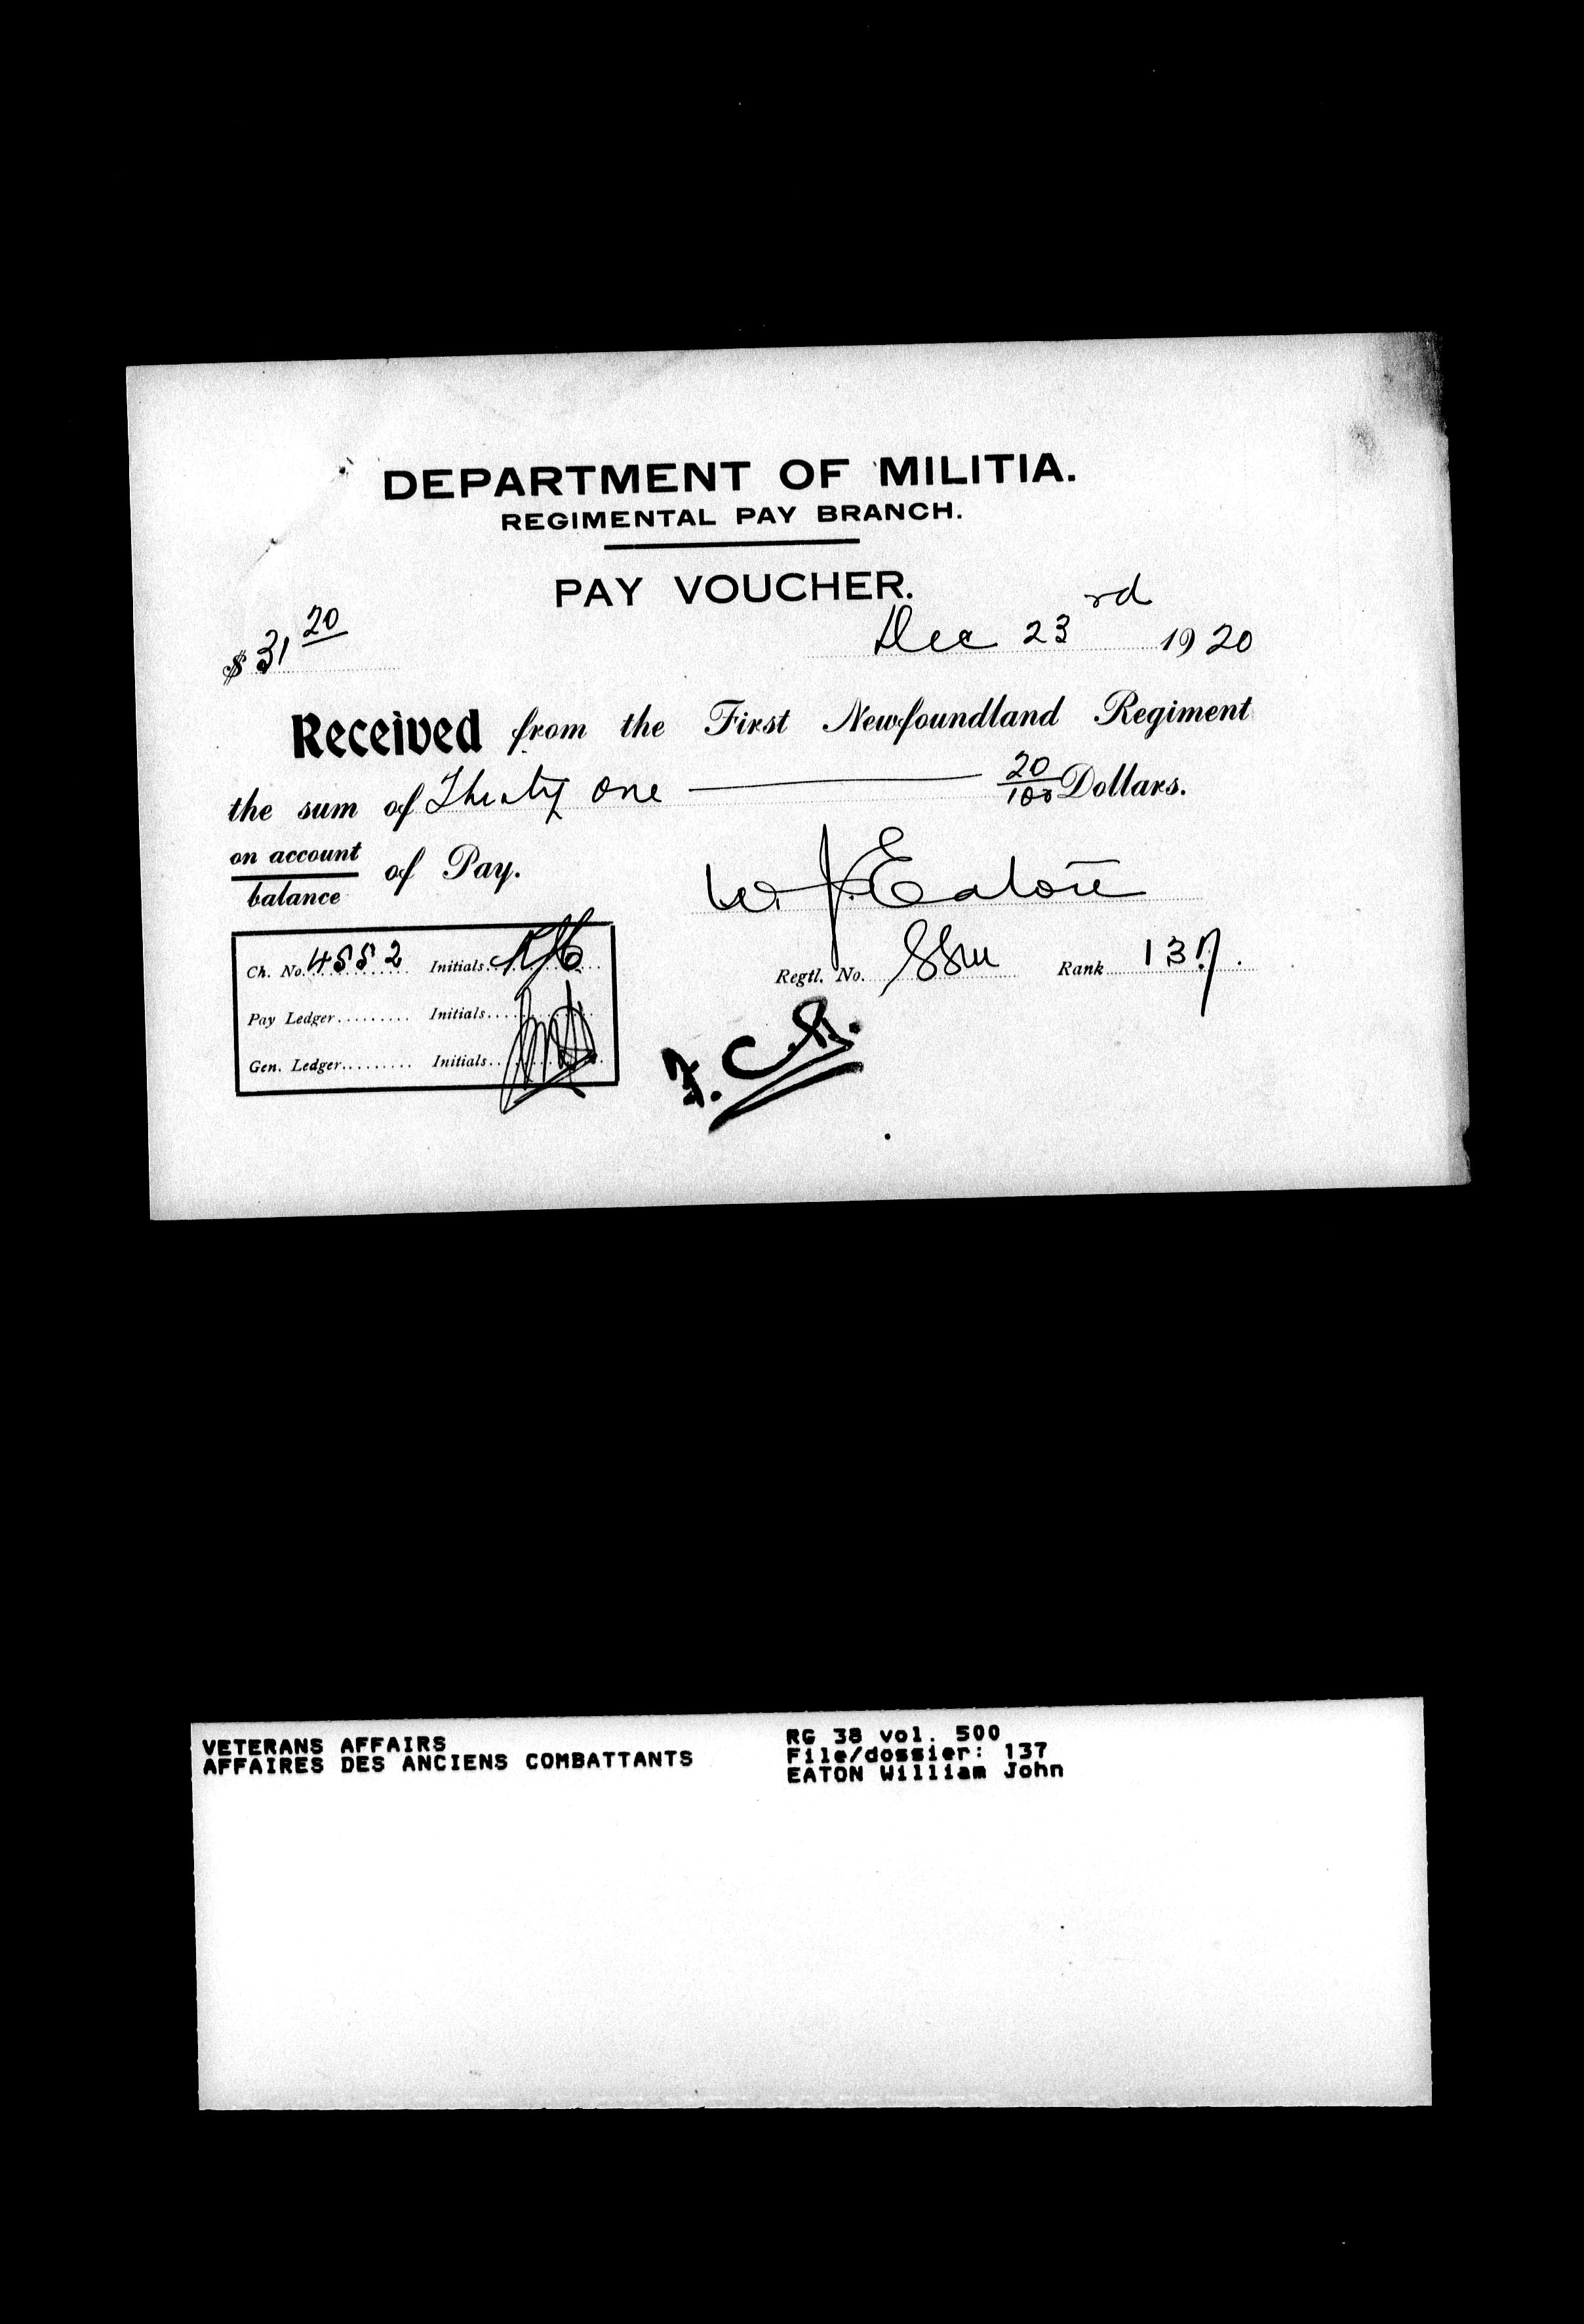 DEPARTMENT OF MILITIA.
REGIMENTAL PAY BRANCH.
PAY VOUCHER.
$ 31 20
Dec 23rd 1920
Received from the First Newfoundland Regiment
the sum of Thirty One 20/100 Dollars.
on account
balance
of Pay.
W. J. Eaton
Ch. No. 4552 Initials
Regtl. No. SSM Rank 137.
Pay Ledger......... Initials
Gen. Ledger......... Initials
VETERANS AFFAIRS
AFFAIRES DES ANCIENS COMBATTANTS
RG 38 vol. 500
File/dossier: 137
EATON William John